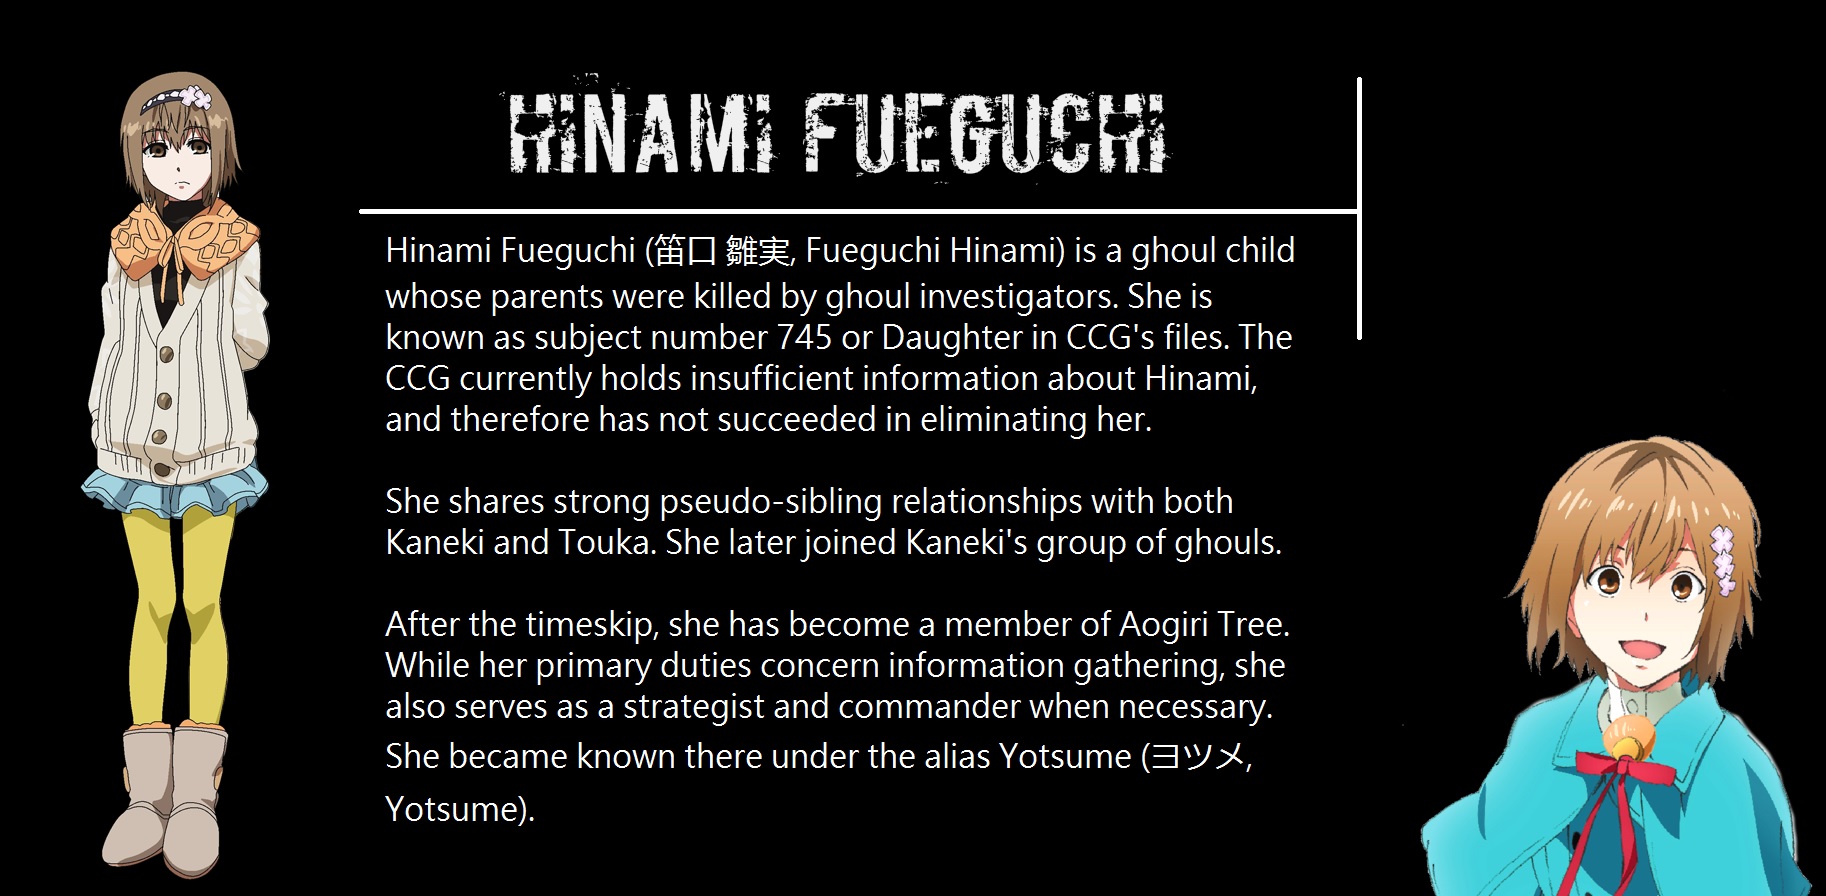 HINAMI FUEGUCHI
Hinami Fueguchi (笛口 雛実, Fueguchi Hinami) is a ghoul child
whose parents were killed by ghoul investigators. She is
known as subject number 745 or Daughter in CCG's files. The
CCG currently holds insufficient information about Hinami,
and therefore has not succeeded in eliminating her.
She shares strong pseudo-sibling relationships with both
Kaneki and Touka. She later joined Kaneki's group of ghouls.
After the timeskip, she has become a member of Aogiri Tree.
While her primary duties concern information gathering, she
also serves as a strategist and commander when necessary.
She became known there under the alias Yotsume (ヨツメ,
Yotsume).